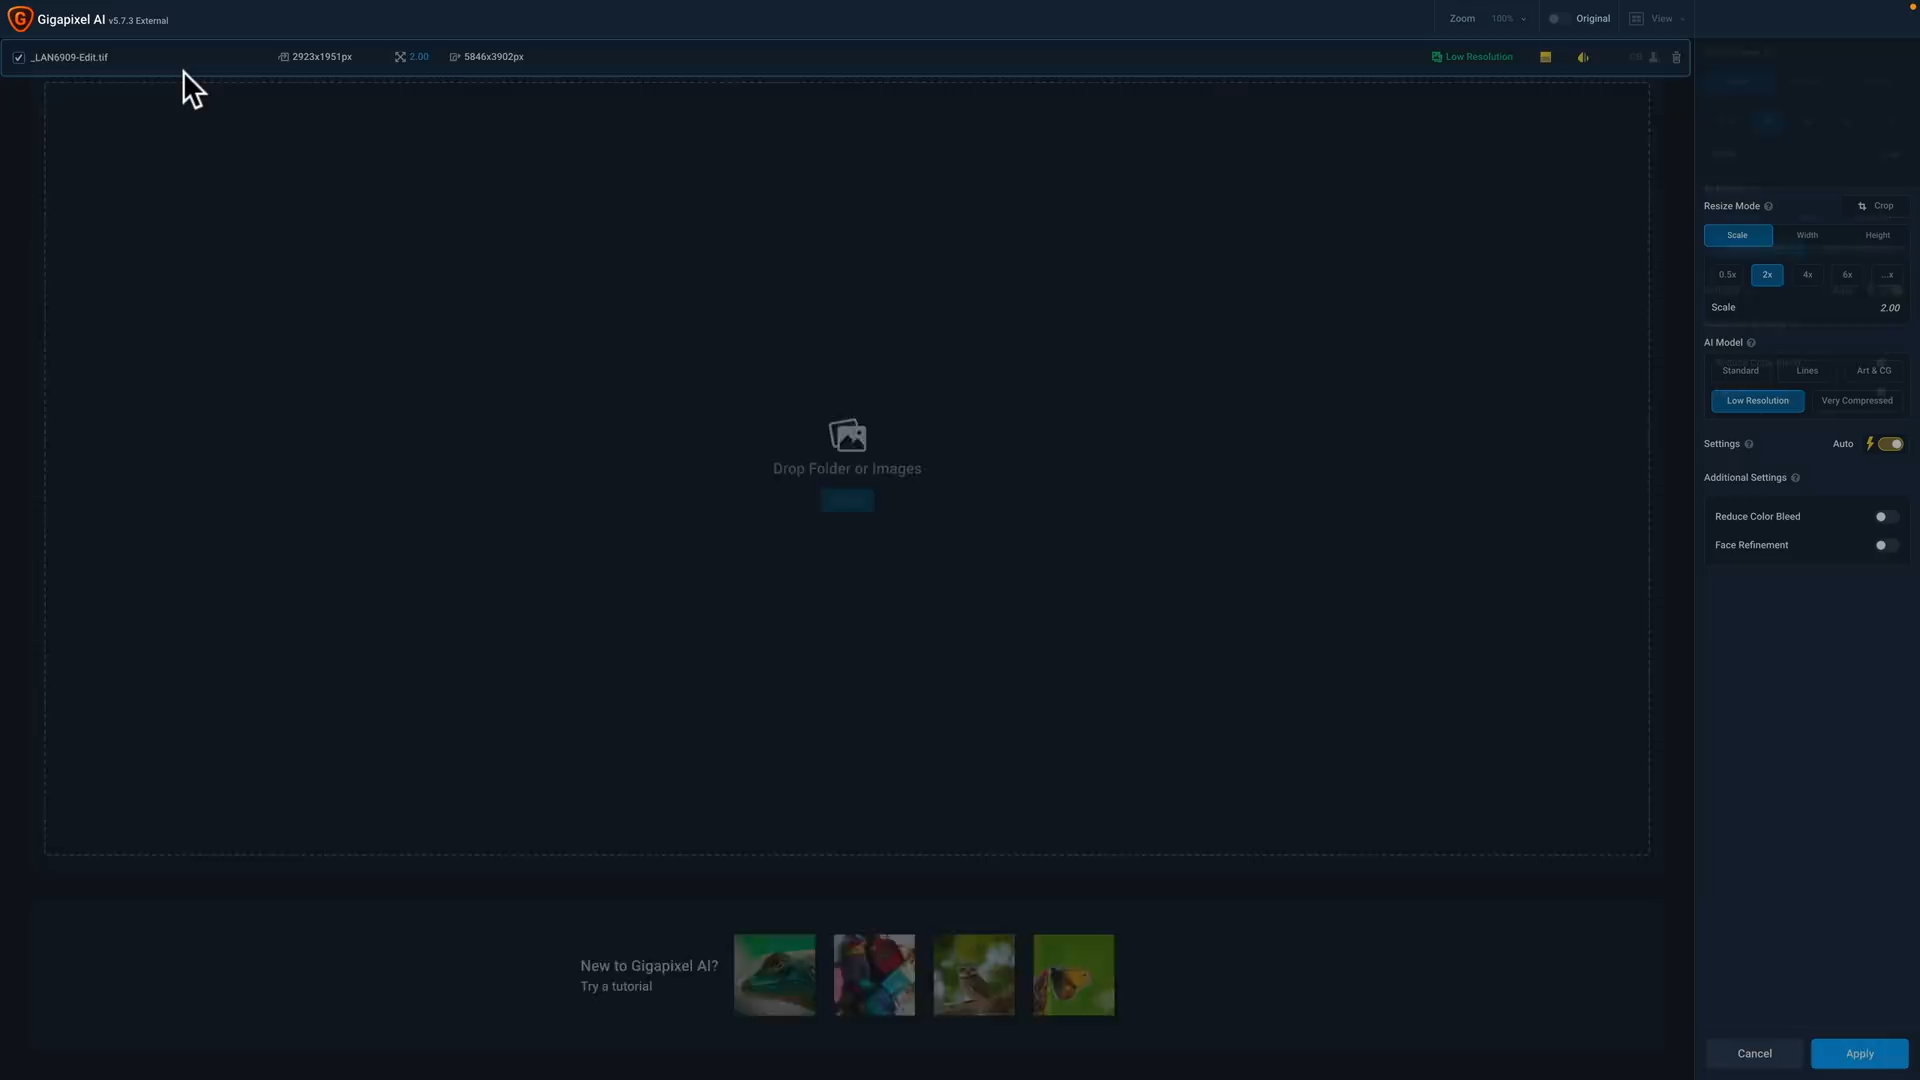 Gigapixel AI v5.7.3 External
Zoom 100% Original View
_LAN6909-Edit.tif 2923x1951px 2.00 5846x3902px Low Resolution CB
Resize Mode Crop
Scale Width Height
0.5x 2x 4x 6x ...x
Scale 2.00
AI Model
Standard Lines Art & CG
Low Resolution Very Compressed
Settings Auto
Additional Settings
Reduce Color Bleed
Face Refinement
Drop Folder or Images
New to Gigapixel AI?
Try a tutorial
Cancel Apply